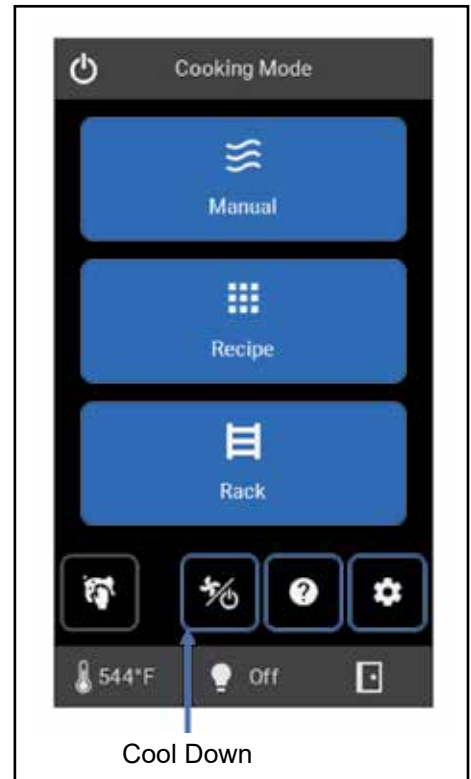 Cooking Mode
Manual
Recipe
Rack
544°F
Off
Cool Down